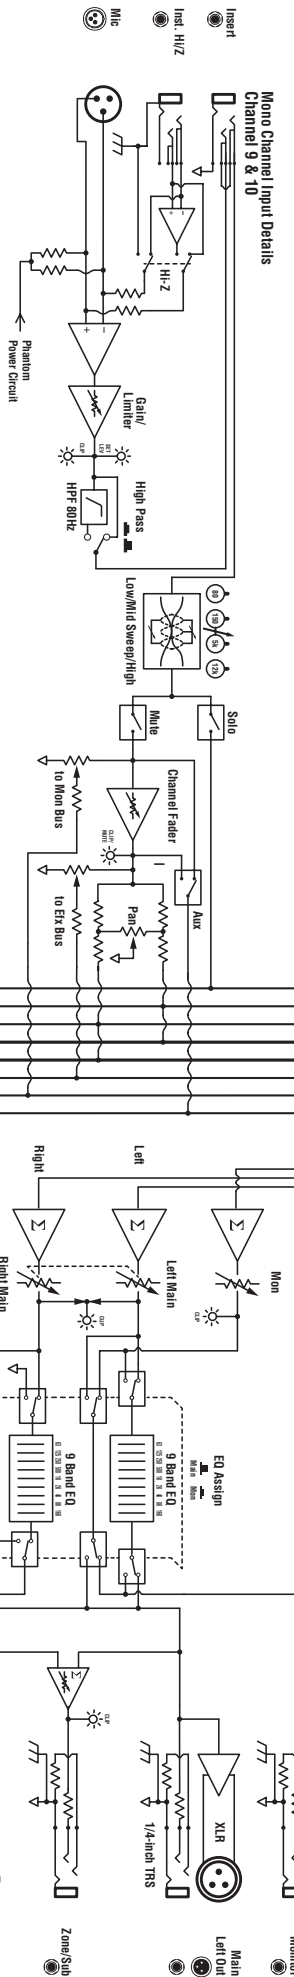 Mono Channel Input Details
Channel 9 & 10
Insert
Inst. Hi/Z
Mic
+
−
Hi-Z
+
−
Phantom
Power Circuit
Gain/
Limiter
SET
LEV
CLIP
High Pass
HPF 80Hz
80
150
5k
12k
Low/Mid Sweep/High
Solo
Mute
Channel Fader
CLIP/
MUTE
to Mon Bus
Aux
Pan
to Efx Bus
Left
Right
Σ
Σ
Σ
Mon
CLIP
Left Main
Right Main
CLIP
EQ Assign
Main
Mon
9 Band EQ
9 Band EQ
Σ
CLIP
XLR
1/4-inch TRS
Main
Left Out
Zone/Sub